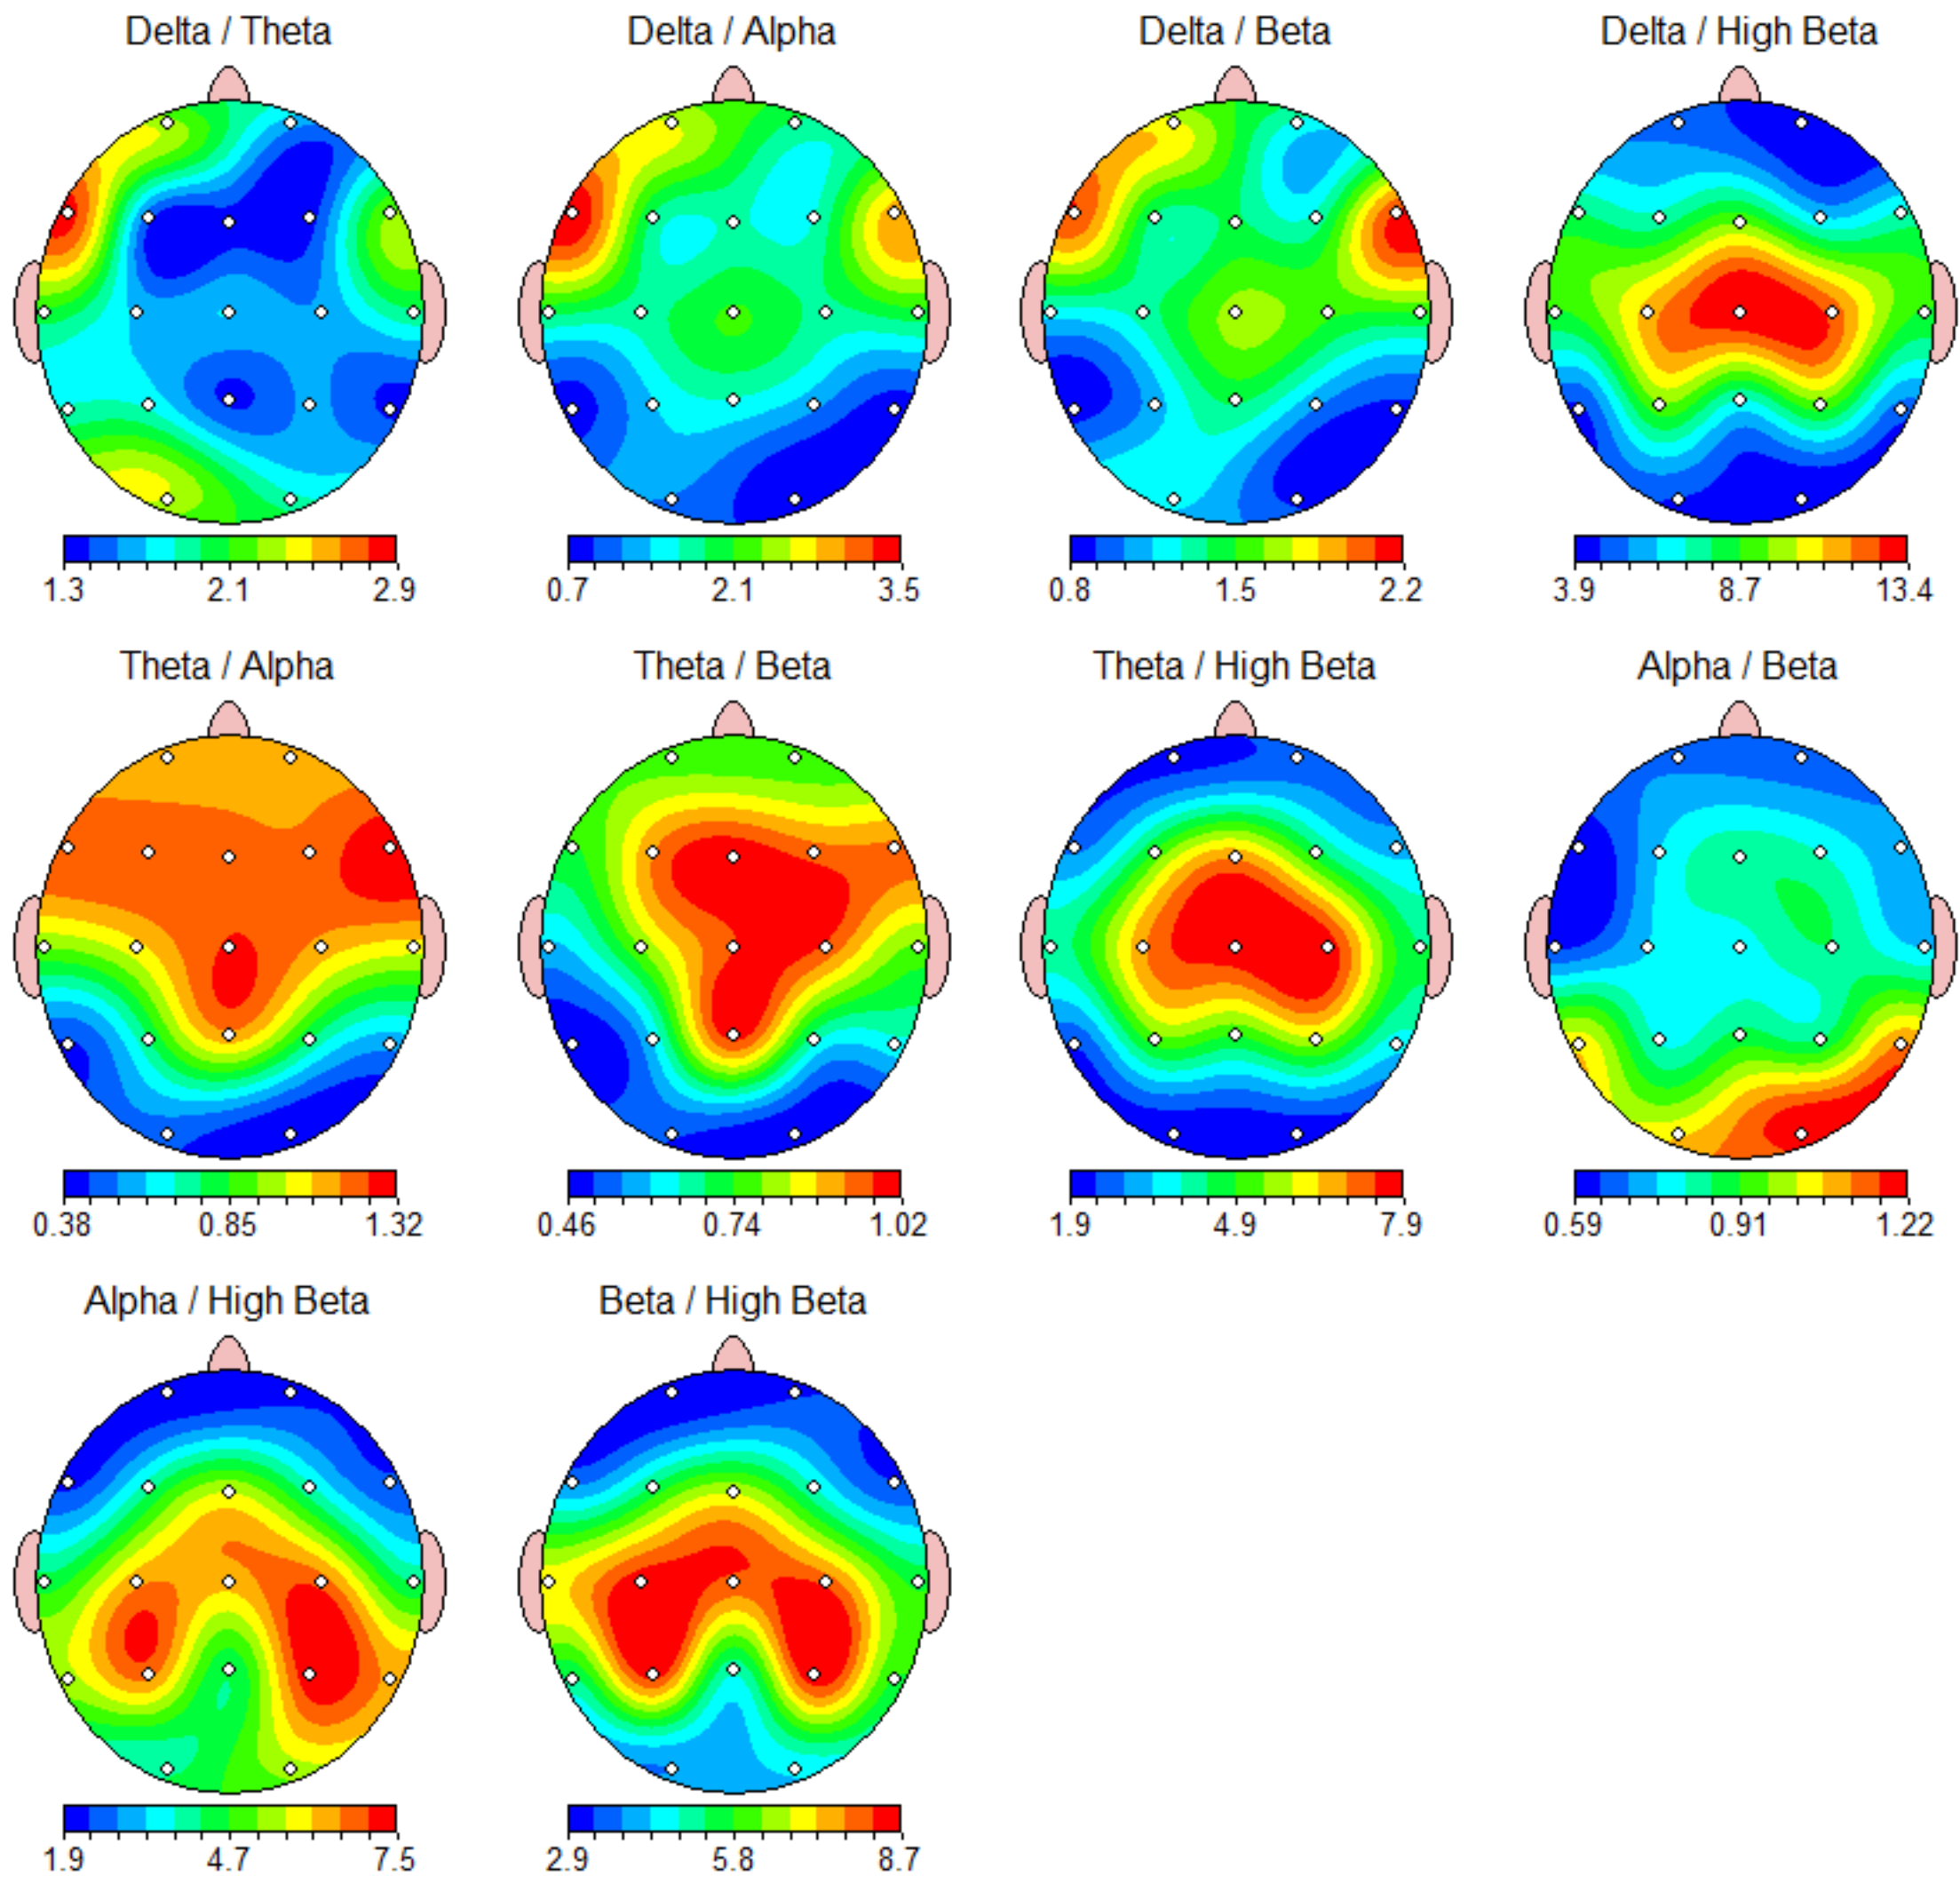 Delta / Theta
Delta / Alpha
Delta / Beta
Delta / High Beta
1.3 2.1 2.9
0.7 2.1 3.5
0.8 1.5 2.2
3.9 8.7 13.4
Theta / Alpha
Theta / Beta
Theta / High Beta
Alpha / Beta
0.38 0.85 1.32
0.46 0.74 1.02
1.9 4.9 7.9
0.59 0.91 1.22
Alpha / High Beta
Beta / High Beta
1.9 4.7 7.5
2.9 5.8 8.7